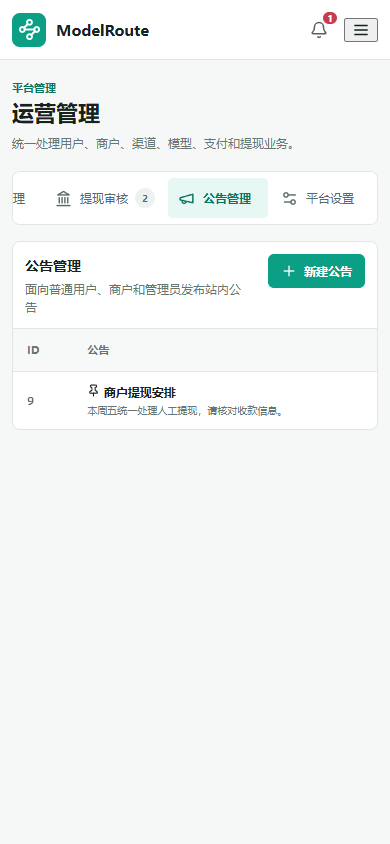 ModelRoute
1
平台管理
运营管理
统一处理用户、商户、渠道、模型、支付和提现业务。
理
提现审核 2
公告管理
平台设置
公告管理
面向普通用户、商户和管理员发布站内公
告
新建公告
ID 公告
9
商户提现安排
本周五统一处理人工提现，请核对收款信息。